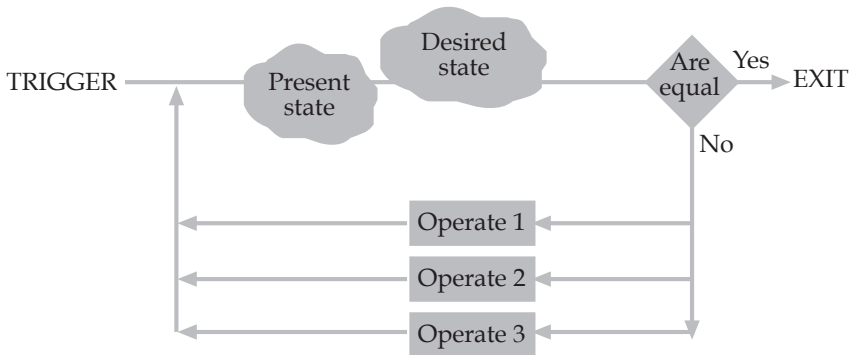 TRIGGER
Present
state
Desired
state
Are
equal
Yes
EXIT
No
Operate 1
Operate 2
Operate 3